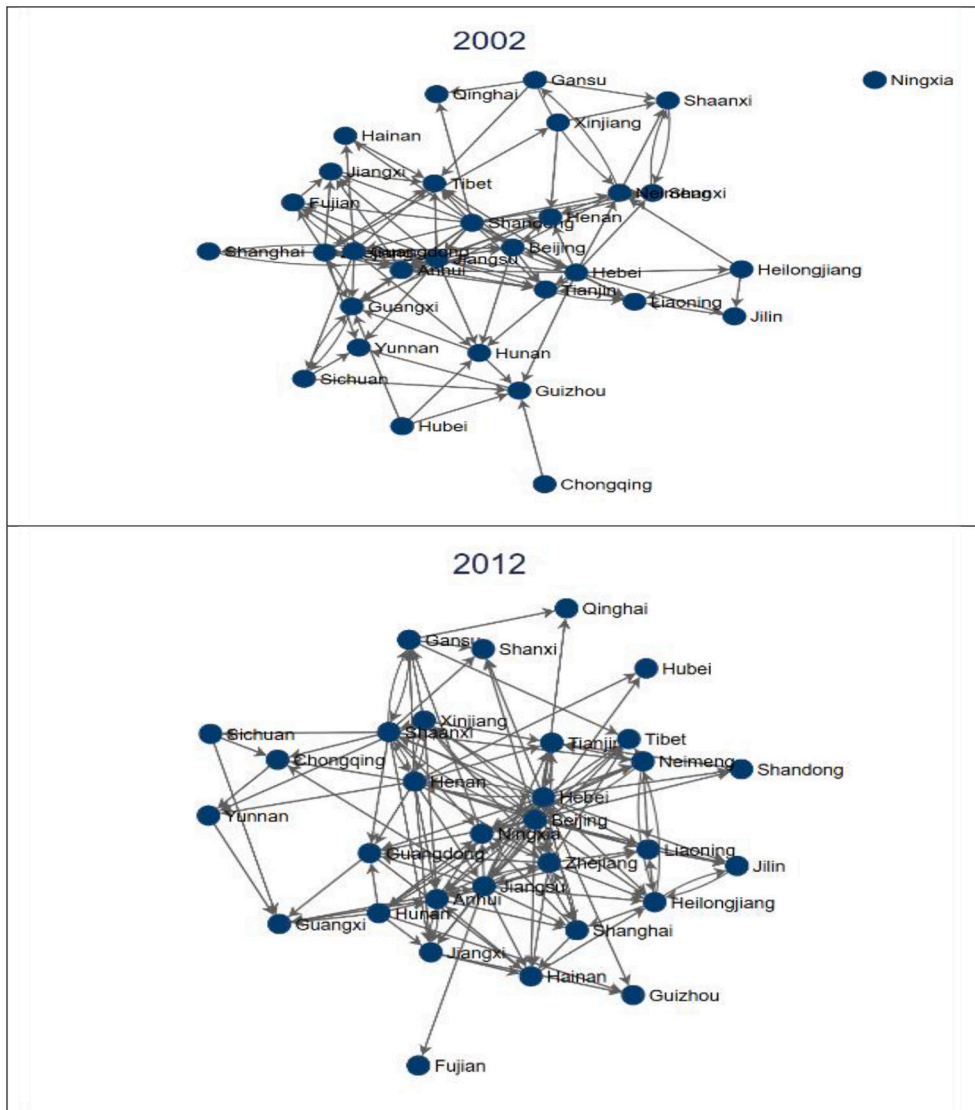 2002
Gansu
Ningxia
Qinghai
Shaanxi
Xinjiang
Hainan
Jiangxi
Tibet
Neimeng
Shanxi
Fujian
Henan
Shandong
Shanghai
Guangdong
Beijing
Jiangsu
Anhui
Hebei
Heilongjiang
Tianjin
Liaoning
Guangxi
Jilin
Yunnan
Hunan
Sichuan
Guizhou
Hubei
Chongqing
2012
Qinghai
Gansu
Shanxi
Hubei
Xinjiang
Sichuan
Shaanxi
Tianjin
Tibet
Chongqing
Neimeng
Shandong
Henan
Hebei
Yunnan
Beijing
Ningxia
Guangdong
Zhejiang
Liaoning
Jilin
Jiangsu
Anhui
Heilongjiang
Hunan
Guangxi
Shanghai
Jiangxi
Hainan
Guizhou
Fujian